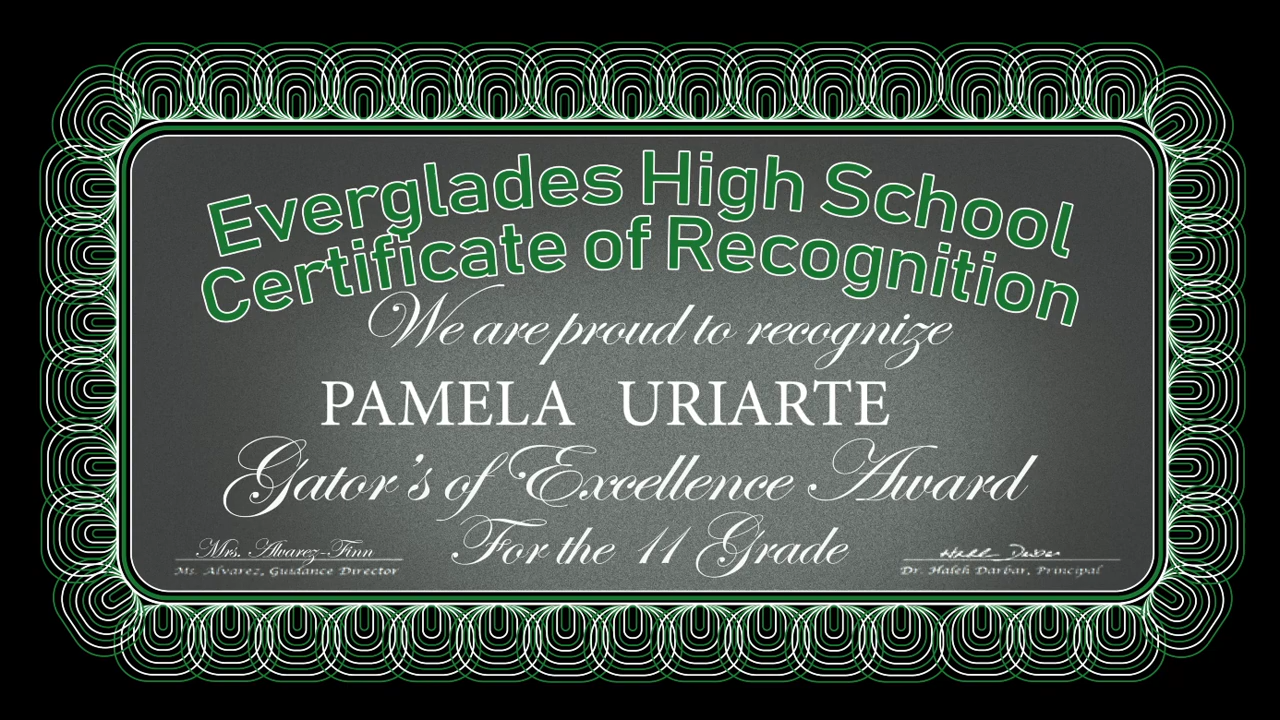 Everglades High School
Certificate of Recognition
We are proud to recognize
PAMELA URIARTE
Gator's of Excellence Award
For the 11 Grade
Mrs. Alvarez-Finn
Ms. Alvarez, Guidance Director
Dr. Haleh Darbar, Principal